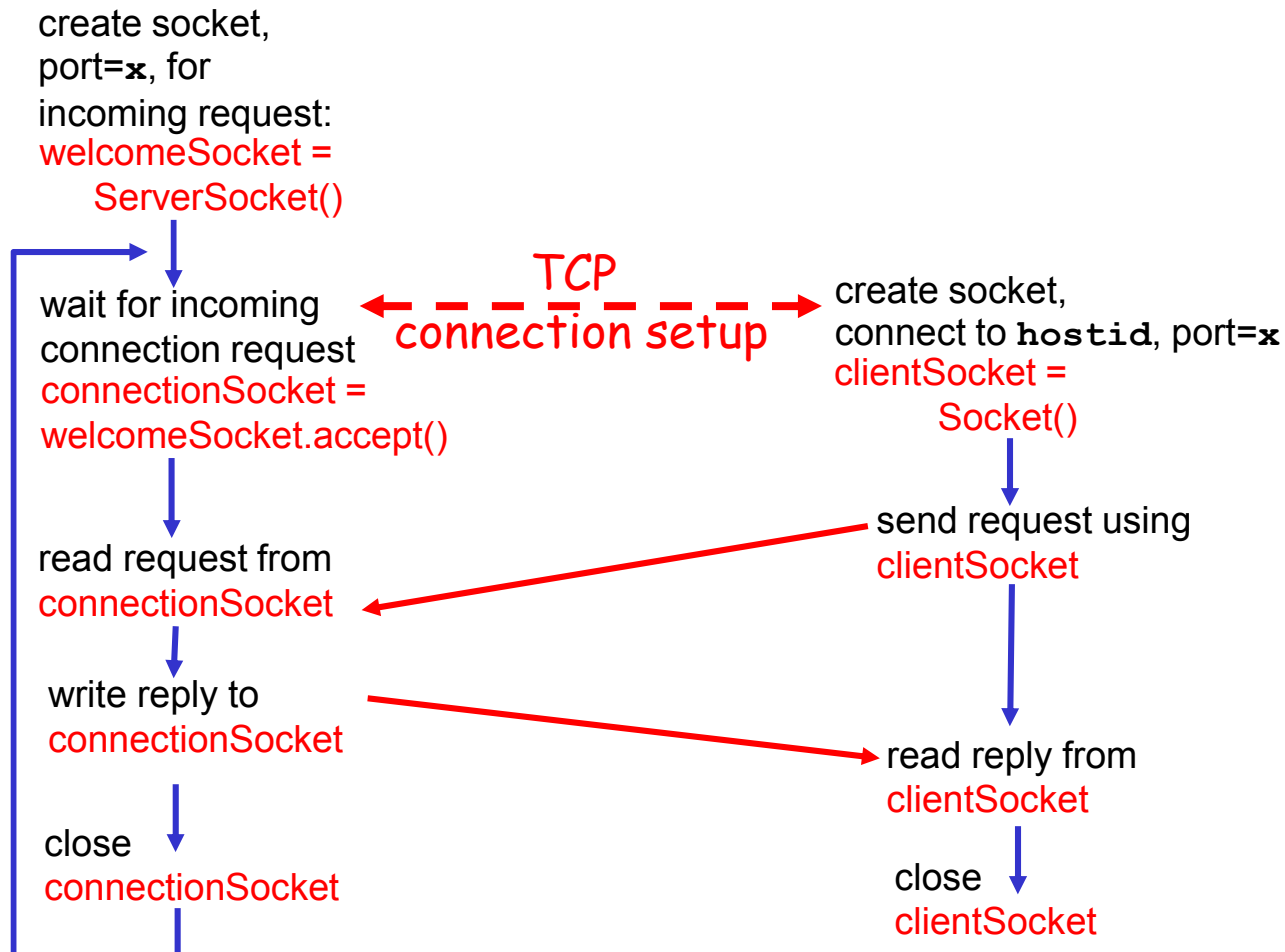 create socket,
port=x, for
incoming request:
welcomeSocket =
ServerSocket()
wait for incoming
connection request
connectionSocket =
welcomeSocket.accept()
read request from
connectionSocket
write reply to
connectionSocket
close
connectionSocket
TCP
connection setup
create socket,
connect to hostid, port=x
clientSocket =
Socket()
send request using
clientSocket
read reply from
clientSocket
close
clientSocket